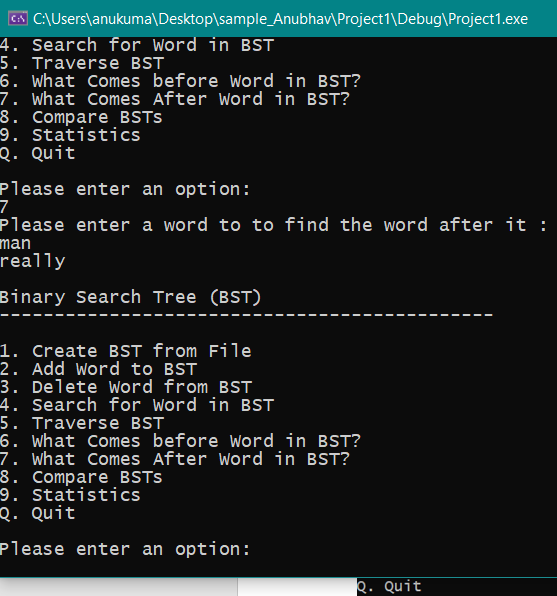 C:\Users\anukuma\Desktop\sample_Anubhav\Project1\Debug\Project1.exe
4. Search for Word in BST
5. Traverse BST
6. What Comes before Word in BST?
7. What Comes After Word in BST?
8. Compare BSTs
9. Statistics
Q. Quit
Please enter an option:
7
Please enter a word to to find the word after it :
man
really
Binary Search Tree (BST)
---------------------------------------------
1. Create BST from File
2. Add Word to BST
3. Delete Word from BST
4. Search for Word in BST
5. Traverse BST
6. What Comes before Word in BST?
7. What Comes After Word in BST?
8. Compare BSTs
9. Statistics
Q. Quit
Please enter an option:
Q. Quit